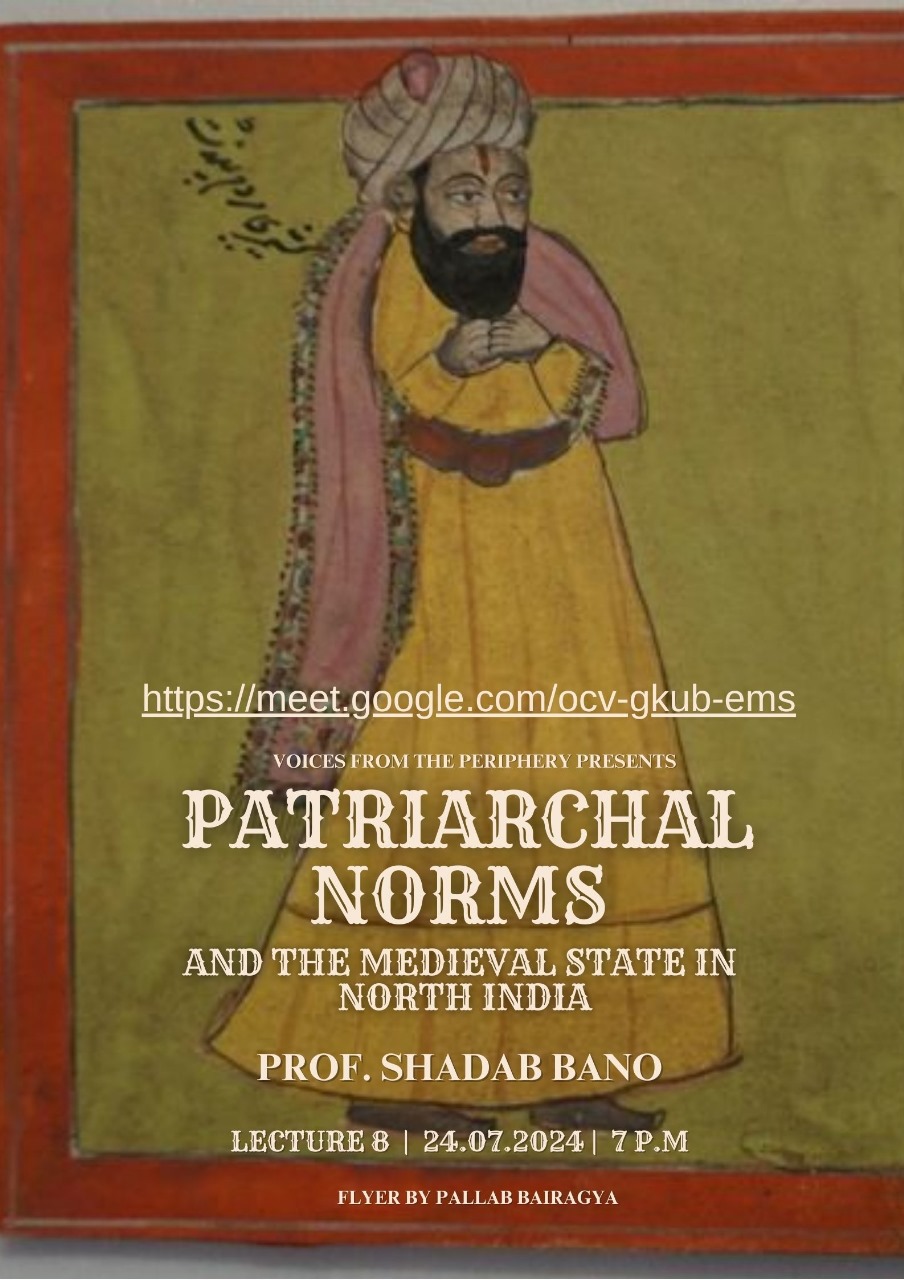 https://meet.google.com/ocv-gkub-ems
VOICES FROM THE PERIPHERY PRESENTS
PATRIARCHAL
NORMS
AND THE MEDIEVAL STATE IN
NORTH INDIA
PROF. SHADAB BANO
LECTURE 8 | 24.07.2024 | 7 P.M
FLYER BY PALLAB BAIRAGYA